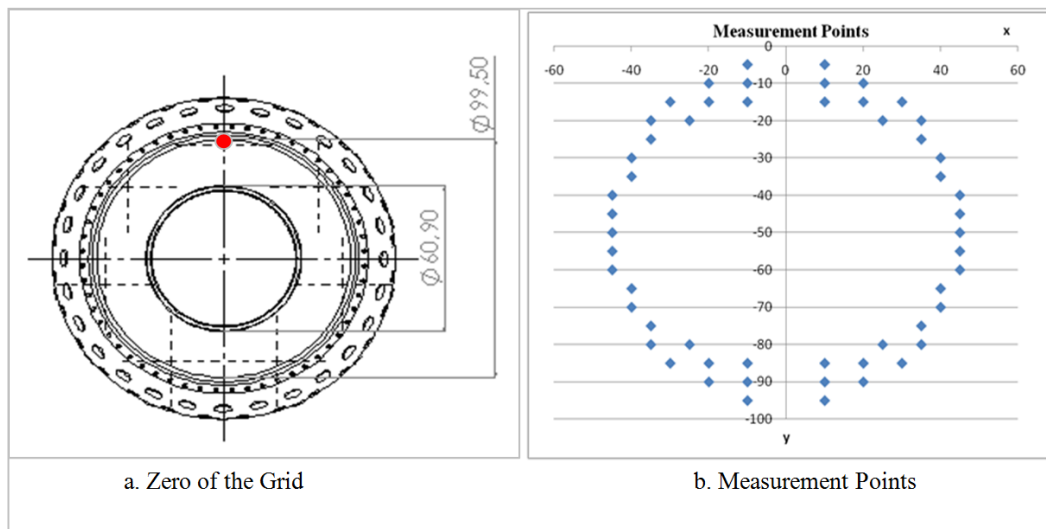 Ø99,50
Ø60,90
a. Zero of the Grid
Measurement Points
x
0
-60 -40 -20 0 20 40 60
-10
-20
-30
-40
-50
-60
-70
-80
-90
-100
y
b. Measurement Points